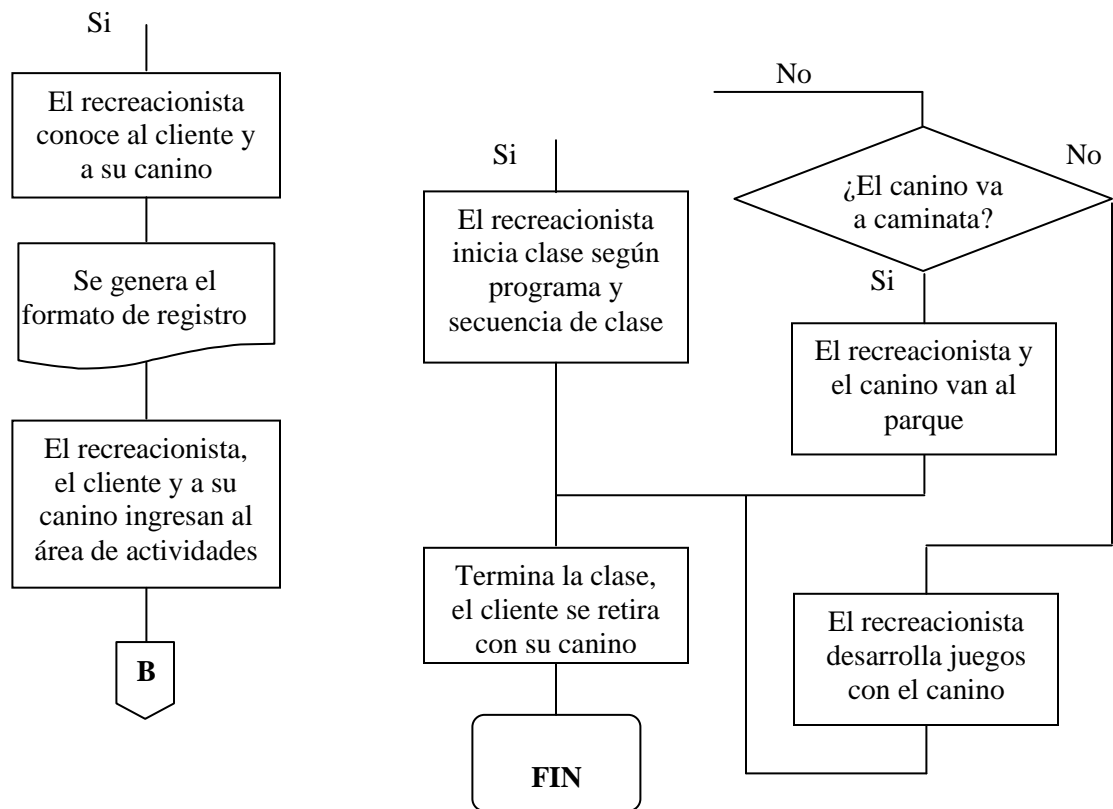 Si
El recreacionista
conoce al cliente y
a su canino
Se genera el
formato de registro
El recreacionista,
el cliente y a su
canino ingresan al
área de actividades
B
Si
El recreacionista
inicia clase según
programa y
secuencia de clase
Termina la clase,
el cliente se retira
con su canino
FIN
No
¿El canino va
a caminata?
No
Si
El recreacionista y
el canino van al
parque
El recreacionista
desarrolla juegos
con el canino